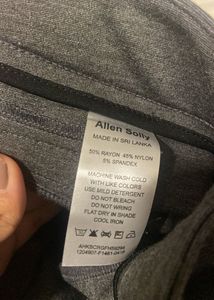 Allen Solly
MADE IN SRI LANKA
50% RAYON 45% NYLON
5% SPANDEX
MACHINE WASH COLD
WITH LIKE COLORS
USE MILD DETERGENT
DO NOT BLEACH
DO NOT WRING
FLAT DRY IN SHADE
COOL IRON